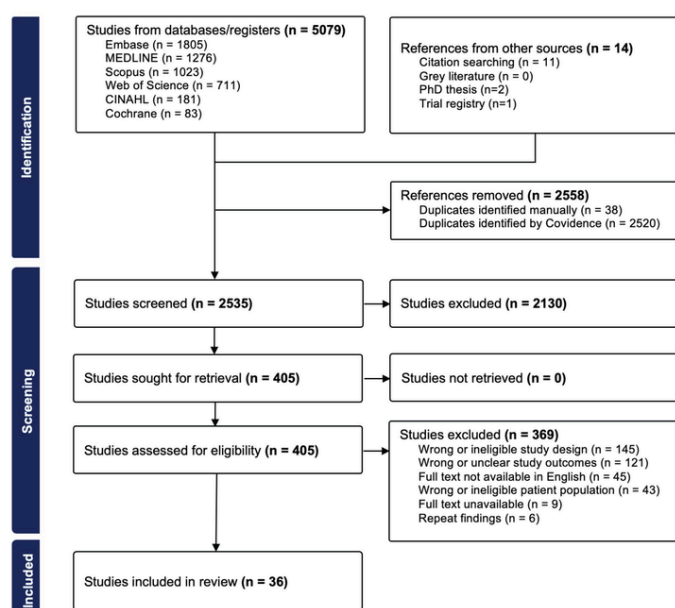 Identification
Studies from databases/registers (n = 5079)
Embase (n = 1805)
MEDLINE (n = 1276)
Scopus (n = 1023)
Web of Science (n = 711)
CINAHL (n = 181)
Cochrane (n = 83)
References from other sources (n = 14)
Citation searching (n = 11)
Grey literature (n = 0)
PhD thesis (n=2)
Trial registry (n=1)
References removed (n = 2558)
Duplicates identified manually (n = 38)
Duplicates identified by Covidence (n = 2520)
Screening
Studies screened (n = 2535)
Studies excluded (n = 2130)
Studies sought for retrieval (n = 405)
Studies not retrieved (n = 0)
Studies assessed for eligibility (n = 405)
Studies excluded (n = 369)
Wrong or ineligible study design (n = 145)
Wrong or unclear study outcomes (n = 121)
Full text not available in English (n = 45)
Wrong or ineligible patient population (n = 43)
Full text unavailable (n = 9)
Repeat findings (n = 6)
Included
Studies included in review (n = 36)